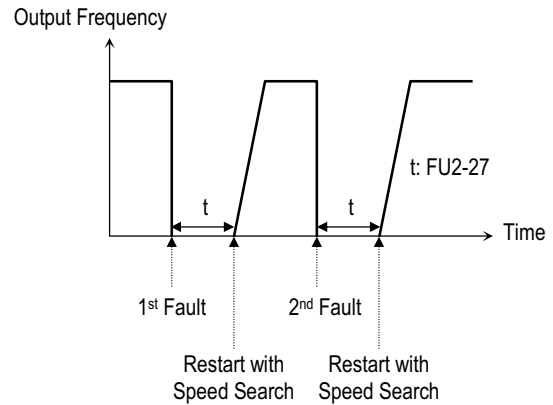 Output Frequency
t: FU2-27
t
t
Time
1st Fault
2nd Fault
Restart with
Speed Search
Restart with
Speed Search